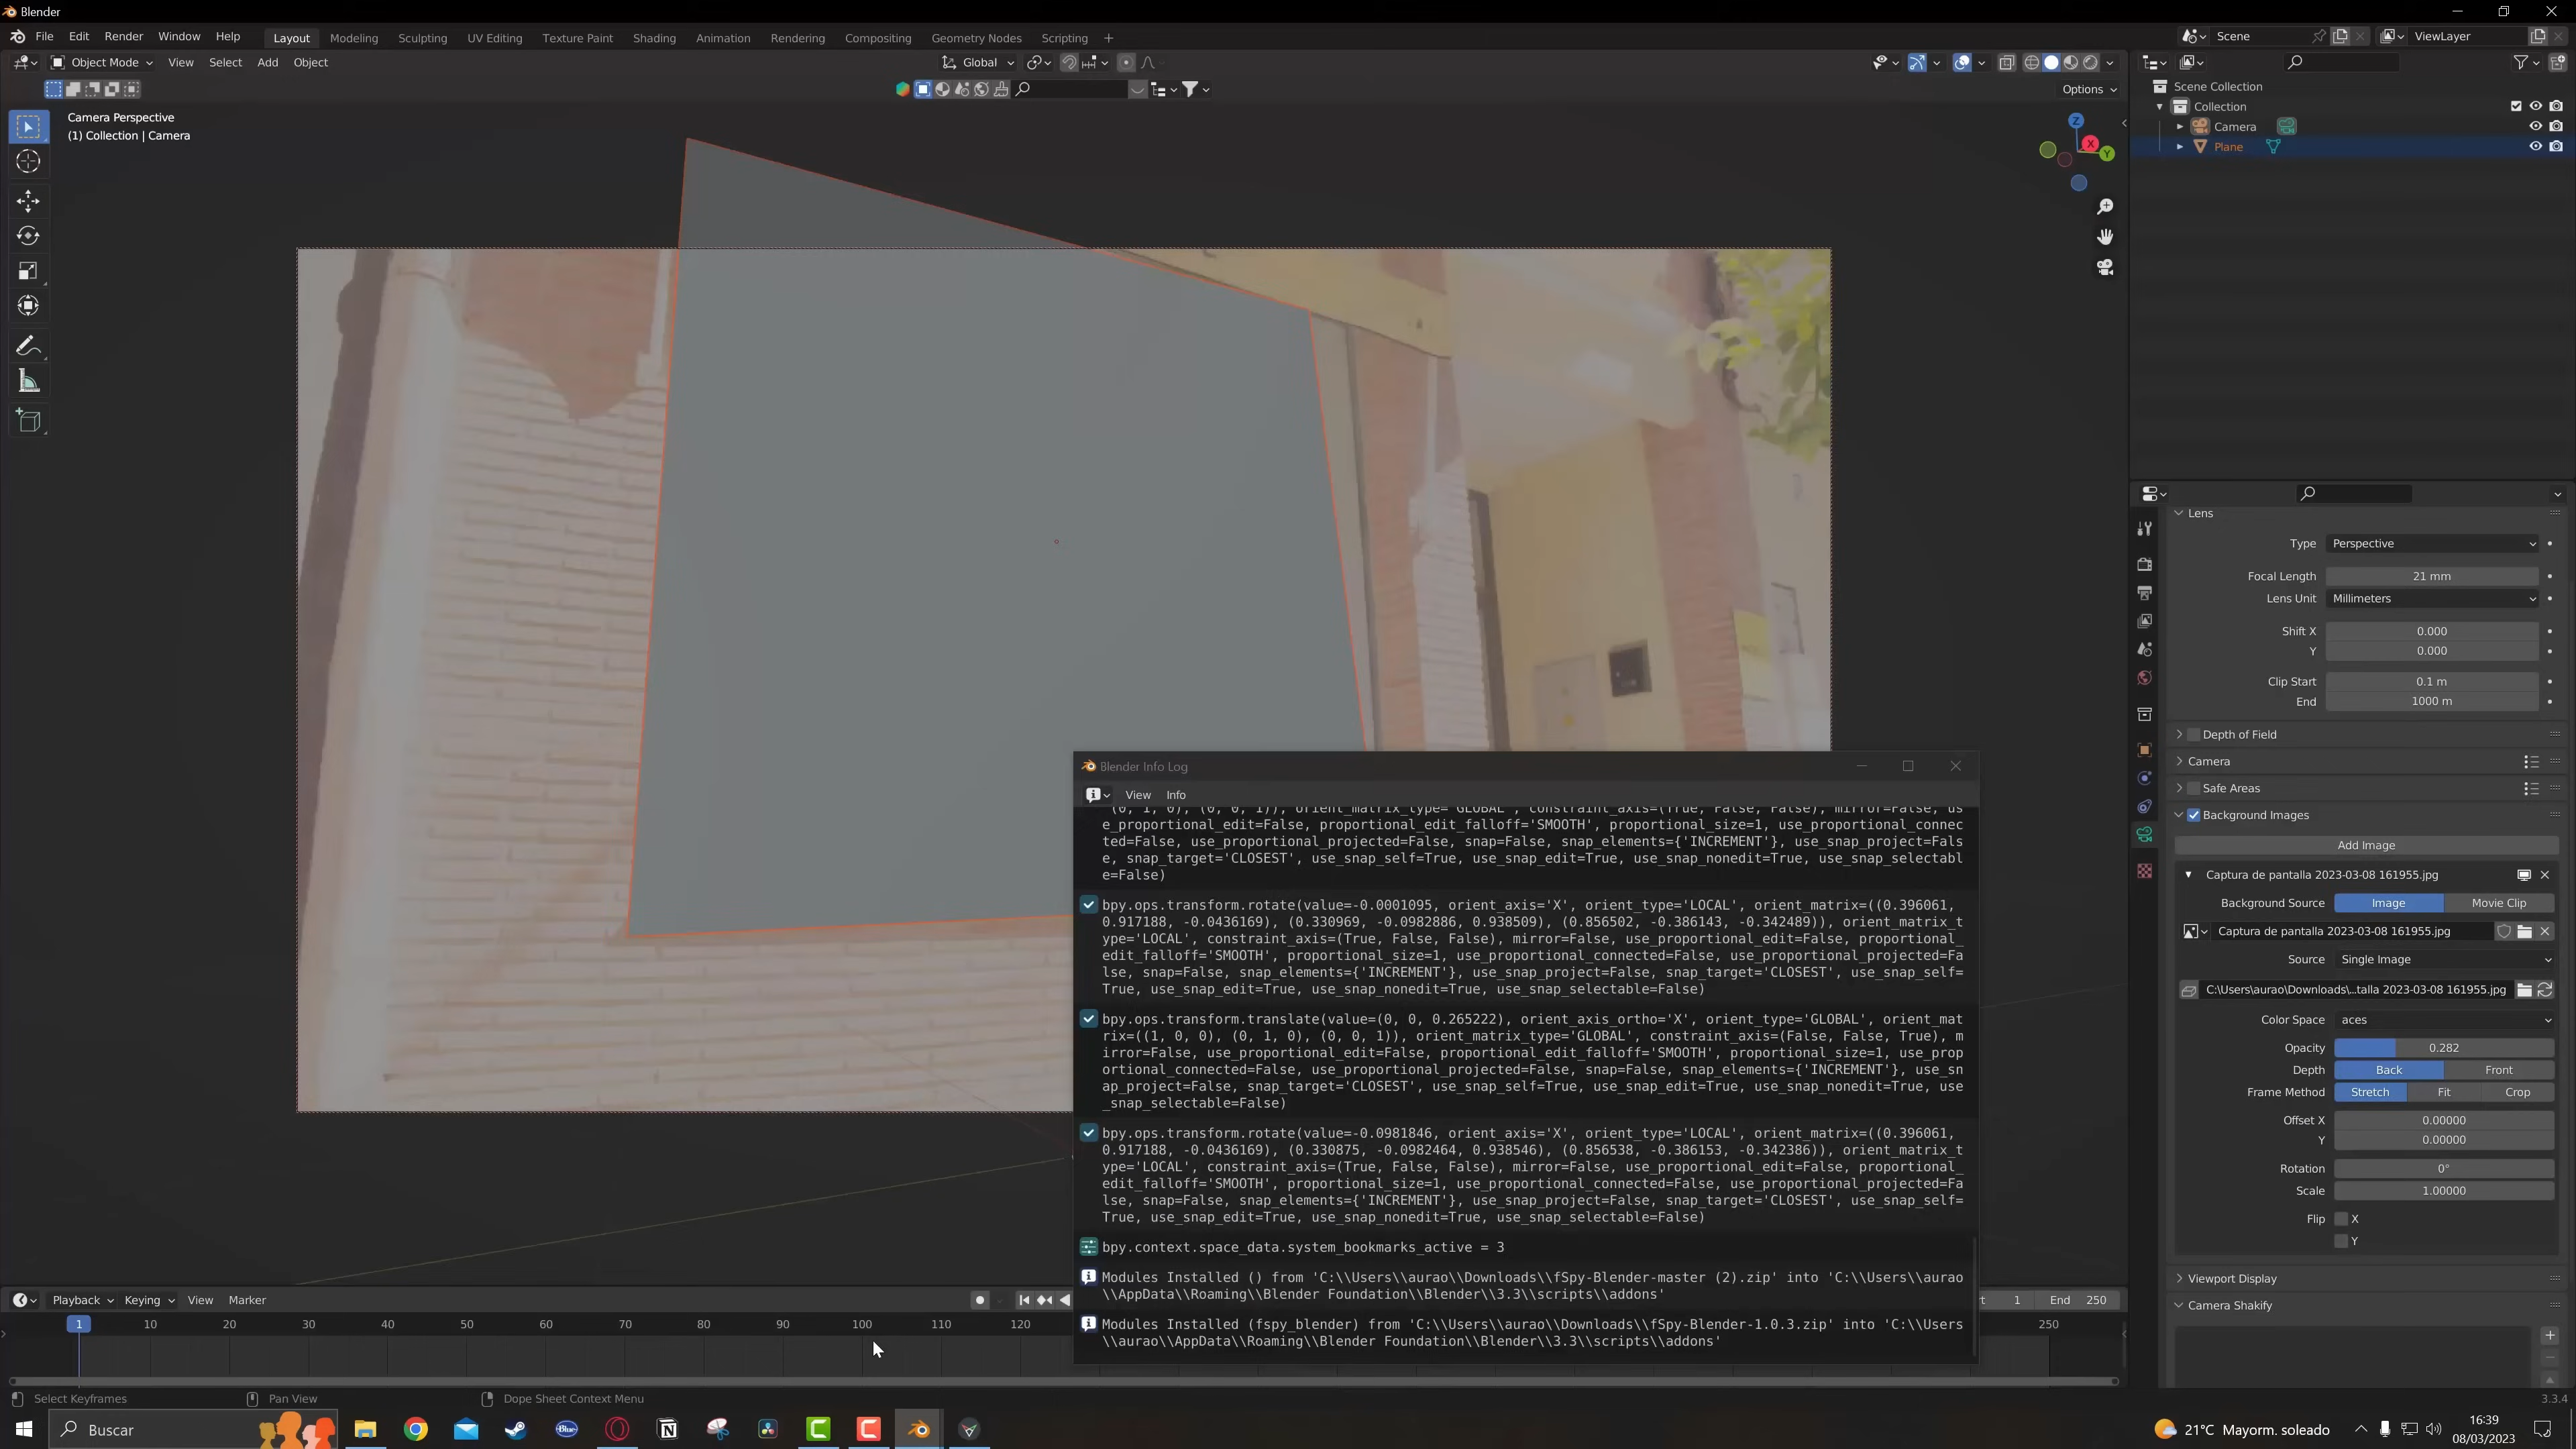 Blender
File Edit Render Window Help Layout Modeling Sculpting UV Editing Texture Paint Shading Animation Rendering Compositing Geometry Nodes Scripting + Scene ViewLayer
Object Mode View Select Add Object Global
Options
Camera Perspective
(1) Collection | Camera
Z
X
Y
Scene Collection
Collection
Camera
Plane
Lens
Type Perspective
Focal Length 21 mm
Lens Unit Millimeters
Shift X 0.000
Y 0.000
Clip Start 0.1 m
End 1000 m
Depth of Field
Camera
Safe Areas
Background Images
Add Image
Captura de pantalla 2023-03-08 161955.jpg
Background Source Image Movie Clip
Captura de pantalla 2023-03-08 161955.jpg
Source Single Image
C:\Users\aurao\Downloads\...talla 2023-03-08 161955.jpg
Color Space aces
Opacity 0.282
Depth Back Front
Frame Method Stretch Fit Crop
Offset X 0.00000
Y 0.00000
Rotation 0°
Scale 1.00000
Flip X
Y
Viewport Display
Camera Shakify
Blender Info Log
View Info
(0, 1, 0), (0, 0, 1)), orient_matrix_type='GLOBAL', constraint_axis=(True, False, False), mirror=False, us
e_proportional_edit=False, proportional_edit_falloff='SMOOTH', proportional_size=1, use_proportional_connec
ted=False, use_proportional_projected=False, snap=False, snap_elements={'INCREMENT'}, use_snap_project=Fals
e, snap_target='CLOSEST', use_snap_self=True, use_snap_edit=True, use_snap_nonedit=True, use_snap_selectabl
e=False)
bpy.ops.transform.rotate(value=-0.0001095, orient_axis='X', orient_type='LOCAL', orient_matrix=((0.396061,
0.917188, -0.0436169), (0.330969, -0.0982886, 0.938509), (0.856502, -0.386143, -0.342489)), orient_matrix_t
ype='LOCAL', constraint_axis=(True, False, False), mirror=False, use_proportional_edit=False, proportional_
edit_falloff='SMOOTH', proportional_size=1, use_proportional_connected=False, use_proportional_projected=Fa
lse, snap=False, snap_elements={'INCREMENT'}, use_snap_project=False, snap_target='CLOSEST', use_snap_self=
True, use_snap_edit=True, use_snap_nonedit=True, use_snap_selectable=False)
bpy.ops.transform.translate(value=(0, 0, 0.265222), orient_axis_ortho='X', orient_type='GLOBAL', orient_mat
rix=((1, 0, 0), (0, 1, 0), (0, 0, 1)), orient_matrix_type='GLOBAL', constraint_axis=(False, False, True), m
irror=False, use_proportional_edit=False, proportional_edit_falloff='SMOOTH', proportional_size=1, use_prop
ortional_connected=False, use_proportional_projected=False, snap=False, snap_elements={'INCREMENT'}, use_sn
ap_project=False, snap_target='CLOSEST', use_snap_self=True, use_snap_edit=True, use_snap_nonedit=True, use
_snap_selectable=False)
bpy.ops.transform.rotate(value=-0.0981846, orient_axis='X', orient_type='LOCAL', orient_matrix=((0.396061,
0.917188, -0.0436169), (0.330875, -0.0982464, 0.938546), (0.856538, -0.386153, -0.342386)), orient_matrix_t
ype='LOCAL', constraint_axis=(True, False, False), mirror=False, use_proportional_edit=False, proportional_
edit_falloff='SMOOTH', proportional_size=1, use_proportional_connected=False, use_proportional_projected=Fa
lse, snap=False, snap_elements={'INCREMENT'}, use_snap_project=False, snap_target='CLOSEST', use_snap_self=
True, use_snap_edit=True, use_snap_nonedit=True, use_snap_selectable=False)
bpy.context.space_data.system_bookmarks_active = 3
Modules Installed () from 'C:\\Users\\aurao\\Downloads\\fSpy-Blender-master (2).zip' into 'C:\\Users\\aurao
\\AppData\\Roaming\\Blender Foundation\\Blender\\3.3\\scripts\\addons'
Modules Installed (fspy_blender) from 'C:\\Users\\aurao\\Downloads\\fSpy-Blender-1.0.3.zip' into 'C:\\Users
\\aurao\\AppData\\Roaming\\Blender Foundation\\Blender\\3.3\\scripts\\addons'
Playback Keying View Marker
rt 1 End 250
1 10 20 30 40 50 60 70 80 90 100 110 120 250
Select Keyframes Pan View Dope Sheet Context Menu 3.3.4
Buscar
21°C Mayorm. soleado
16:39
08/03/2023